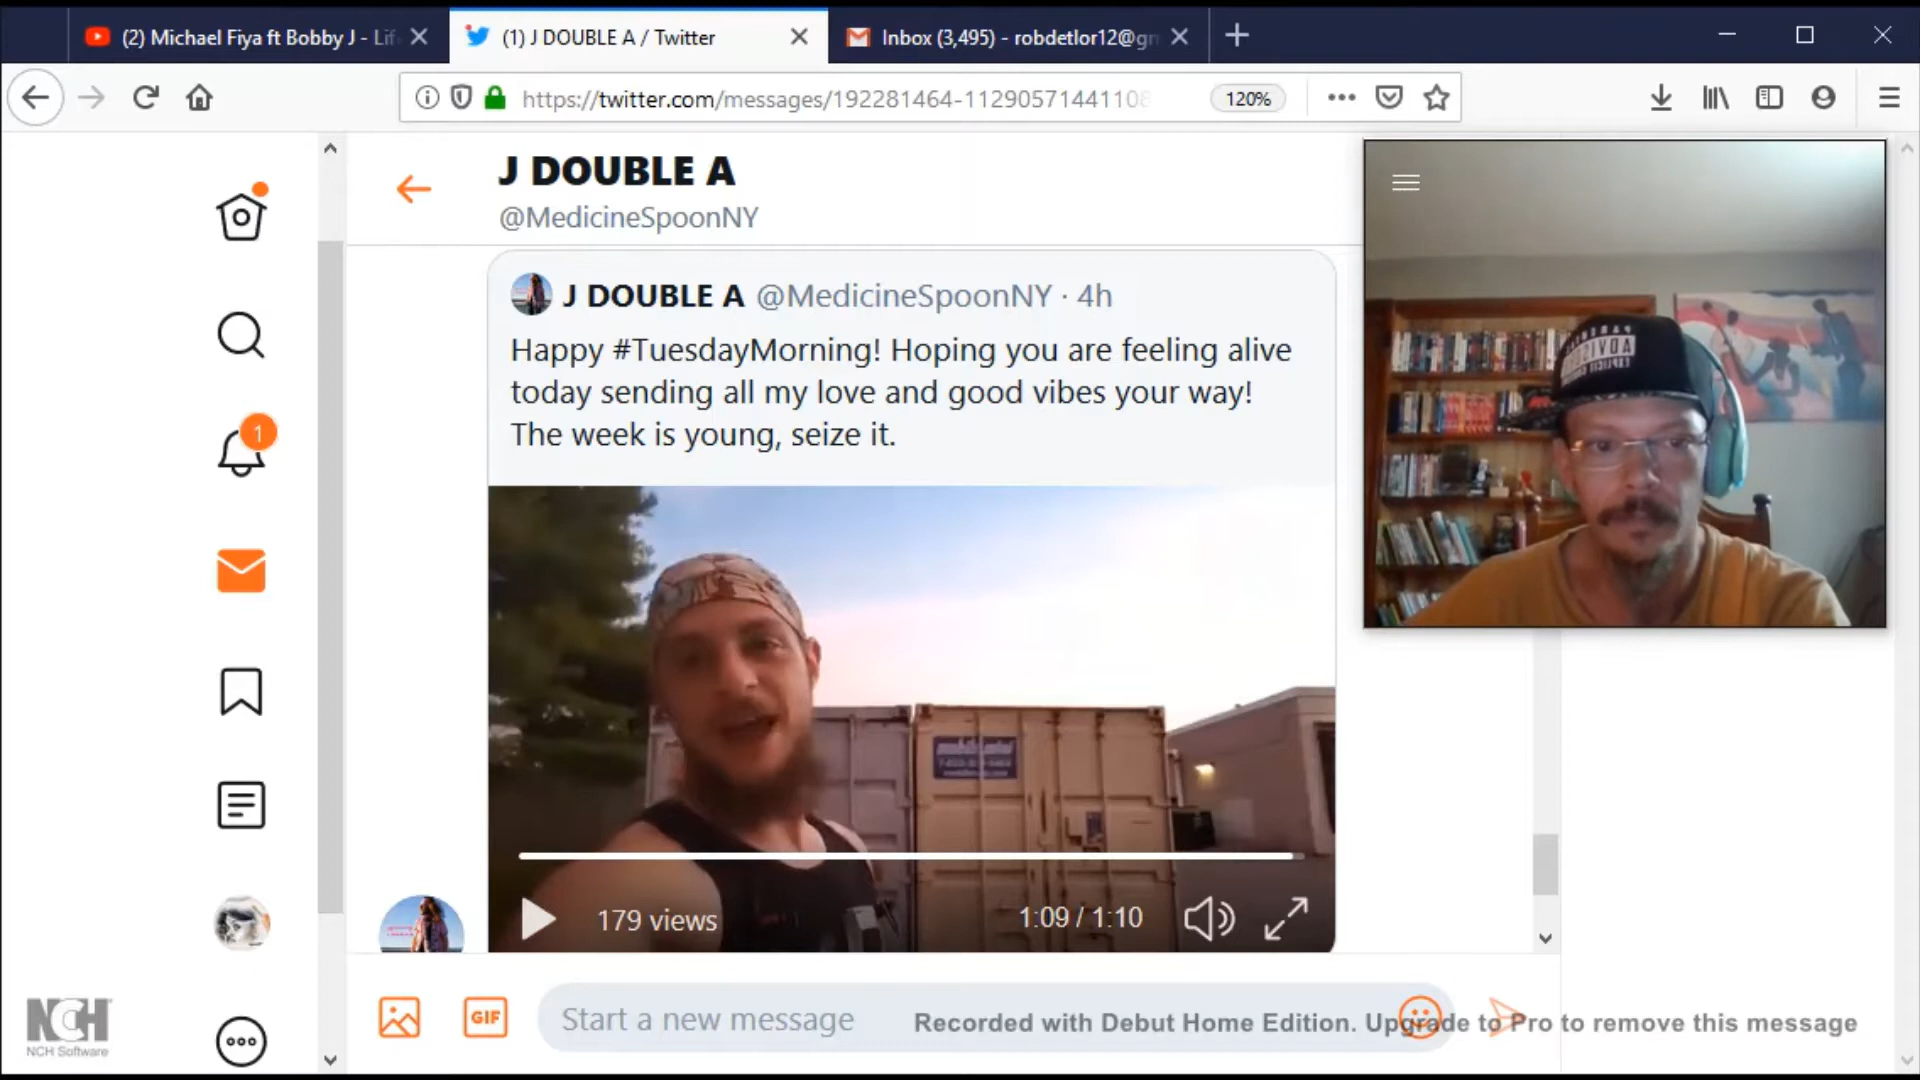 (2) Michael Fiya ft Bobby J - Lif
(1) J DOUBLE A / Twitter
Inbox (3,495) - robdetlor12@gm
https://twitter.com/messages/192281464-1129057144110
120%
J DOUBLE A
@MedicineSpoonNY
J DOUBLE A @MedicineSpoonNY · 4h
Happy #TuesdayMorning! Hoping you are feeling alive
today sending all my love and good vibes your way!
The week is young, seize it.
1
179 views
1:09 / 1:10
GIF
Start a new message
Recorded with Debut Home Edition. Upgrade to Pro to remove this message
NCH
NCH Software